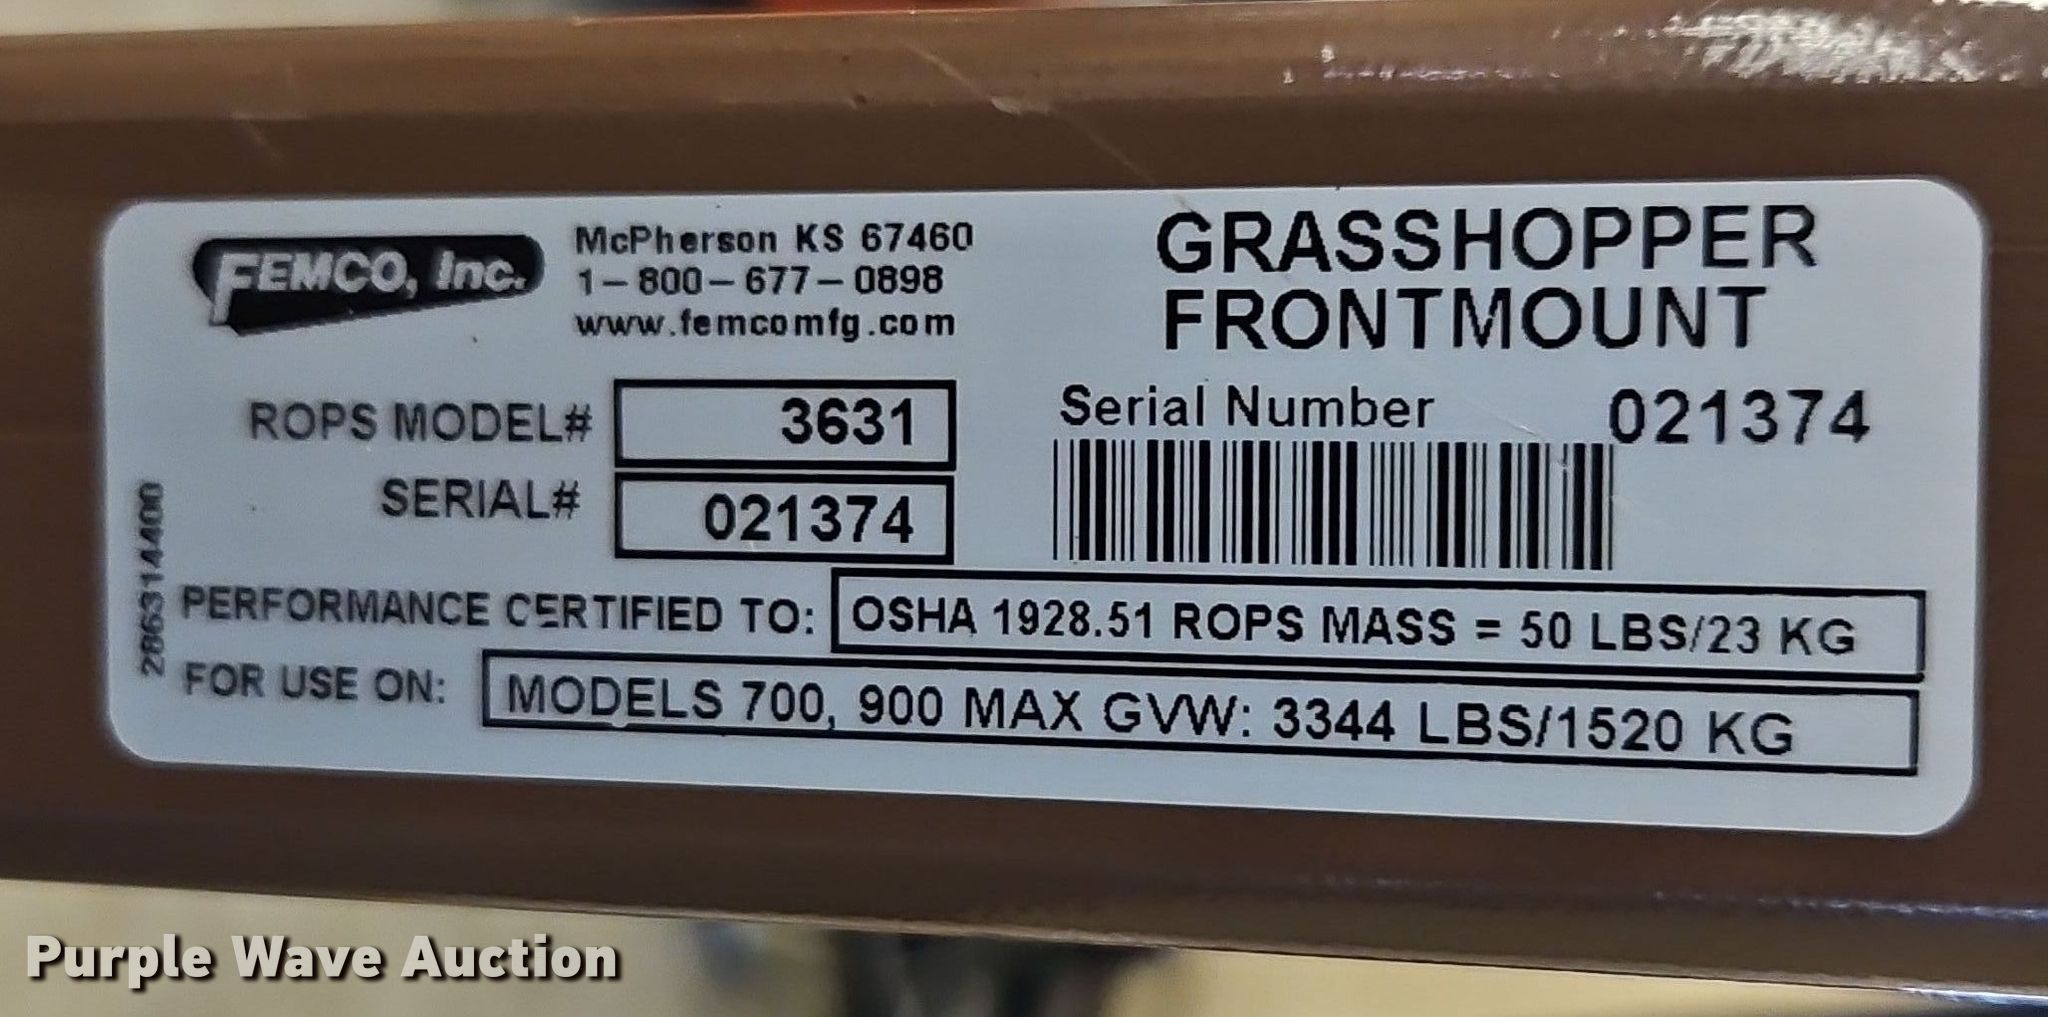 FEMCO, Inc.
McPherson KS 67460
1-800-677-0898
www.femcomfg.com
GRASSHOPPER
FRONTMOUNT
ROPS MODEL# 3631
SERIAL# 021374
Serial Number 021374
286314400
PERFORMANCE CERTIFIED TO: OSHA 1928.51 ROPS MASS = 50 LBS/23 KG
FOR USE ON: MODELS 700, 900 MAX GVW: 3344 LBS/1520 KG
Purple Wave Auction